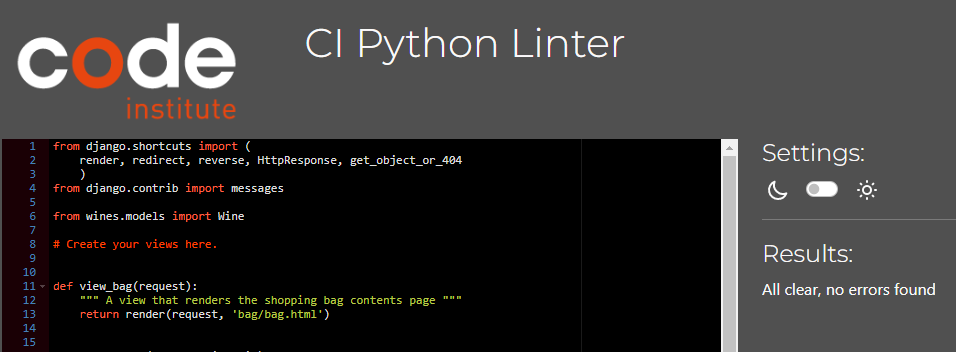 code
institute
CI Python Linter
1 from django.shortcuts import (
2 render, redirect, reverse, HttpResponse, get_object_or_404
3 )
4 from django.contrib import messages
5
6 from wines.models import Wine
7
8 # Create your views here.
9
10
11 def view_bag(request):
12 """ A view that renders the shopping bag contents page """
13 return render(request, 'bag/bag.html')
14
15
Settings:
Results:
All clear, no errors found